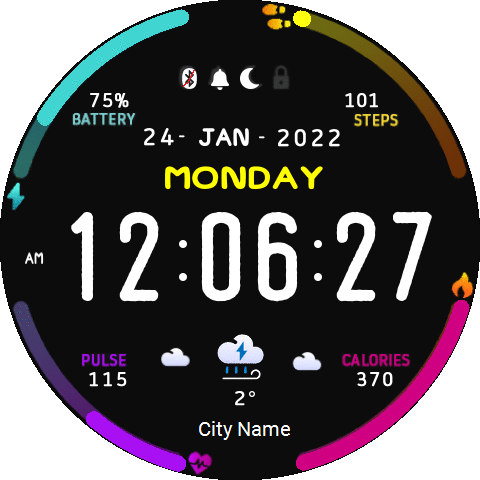 75%
BATTERY
101
STEPS
24- JAN - 2022
MONDAY
AM
12:06:27
PULSE
115
CALORIES
370
2°
City Name